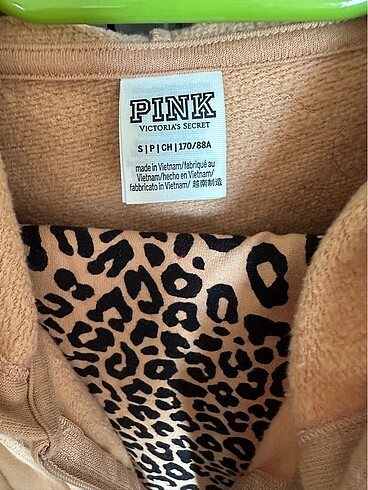 PINK
VICTORIA'S SECRET
S|P|CH|170/88A
made in Vietnam/fabriqué au
Vietnam/hecho en Vietnam/
fabbricato in Vietnam/ 越南制造